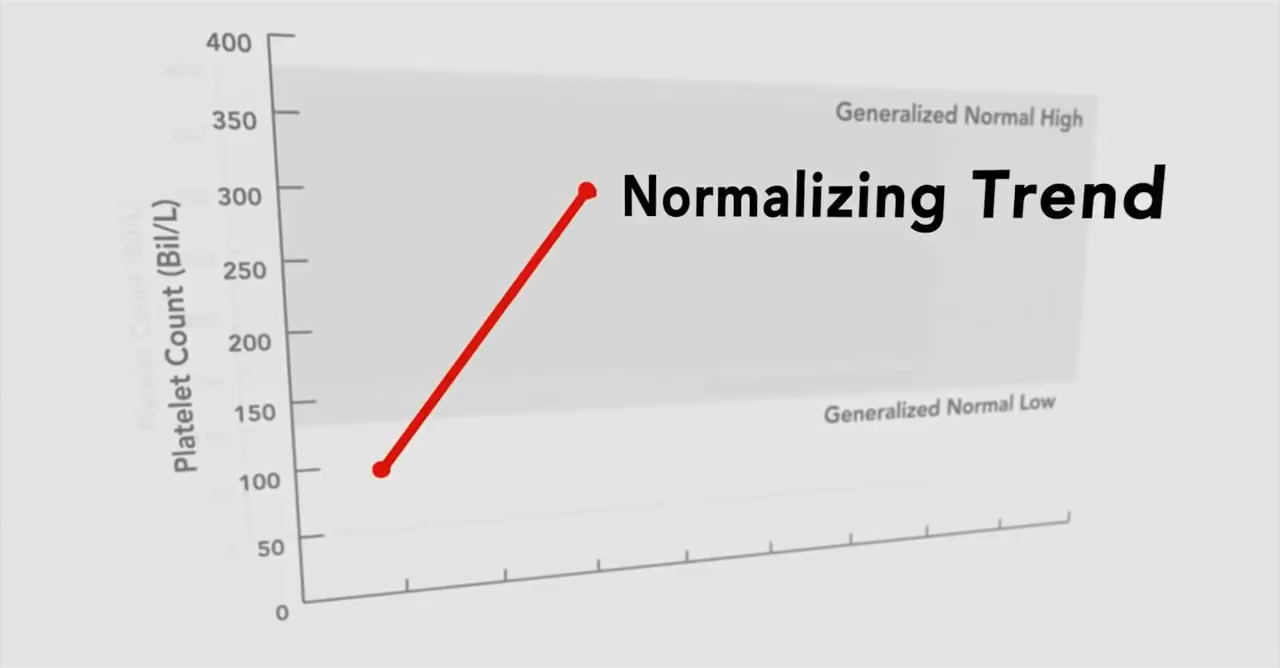 400
350
300
250
200
150
100
50
0
Platelet Count (Bil/L)
Generalized Normal High
Normalizing Trend
Generalized Normal Low